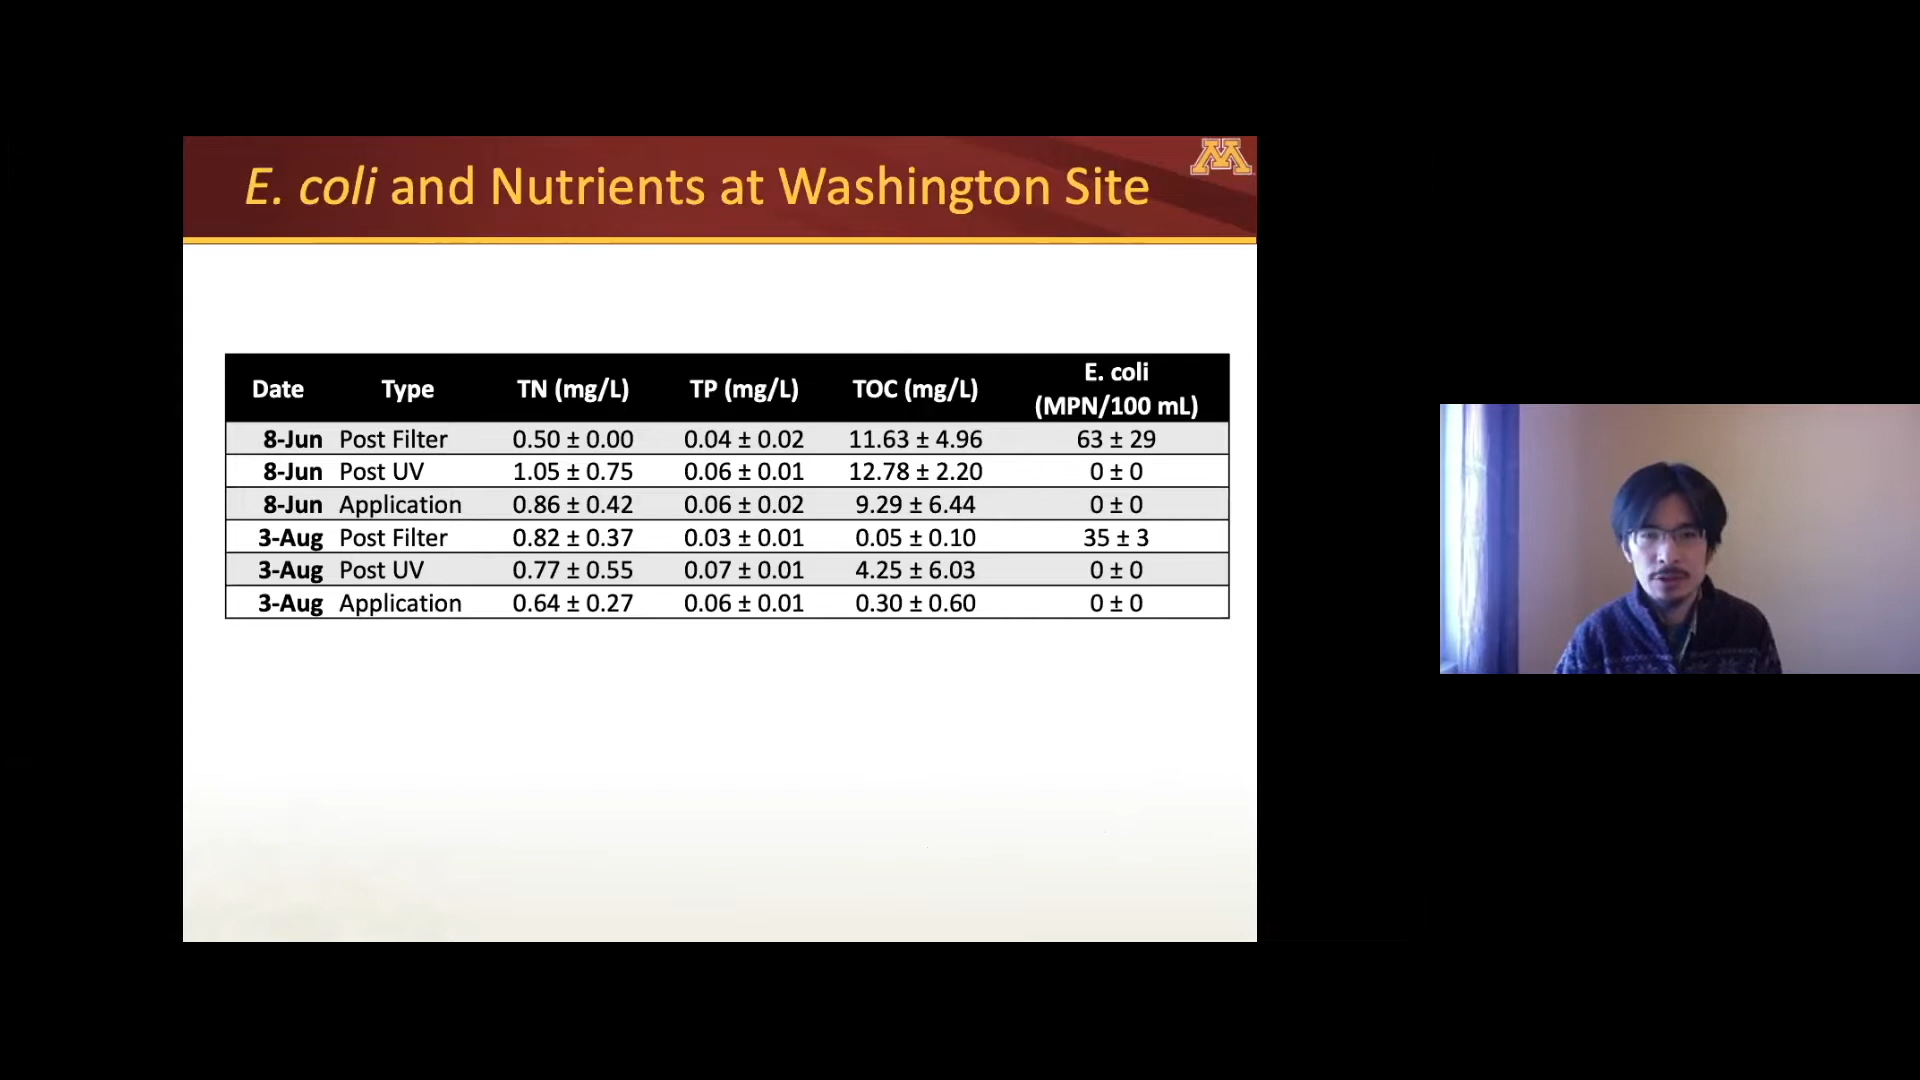 M
E. coli and Nutrients at Washington Site
Date Type TN (mg/L) TP (mg/L) TOC (mg/L) E. coli (MPN/100 mL)
8-Jun Post Filter 0.50 ± 0.00 0.04 ± 0.02 11.63 ± 4.96 63 ± 29
8-Jun Post UV 1.05 ± 0.75 0.06 ± 0.01 12.78 ± 2.20 0 ± 0
8-Jun Application 0.86 ± 0.42 0.06 ± 0.02 9.29 ± 6.44 0 ± 0
3-Aug Post Filter 0.82 ± 0.37 0.03 ± 0.01 0.05 ± 0.10 35 ± 3
3-Aug Post UV 0.77 ± 0.55 0.07 ± 0.01 4.25 ± 6.03 0 ± 0
3-Aug Application 0.64 ± 0.27 0.06 ± 0.01 0.30 ± 0.60 0 ± 0